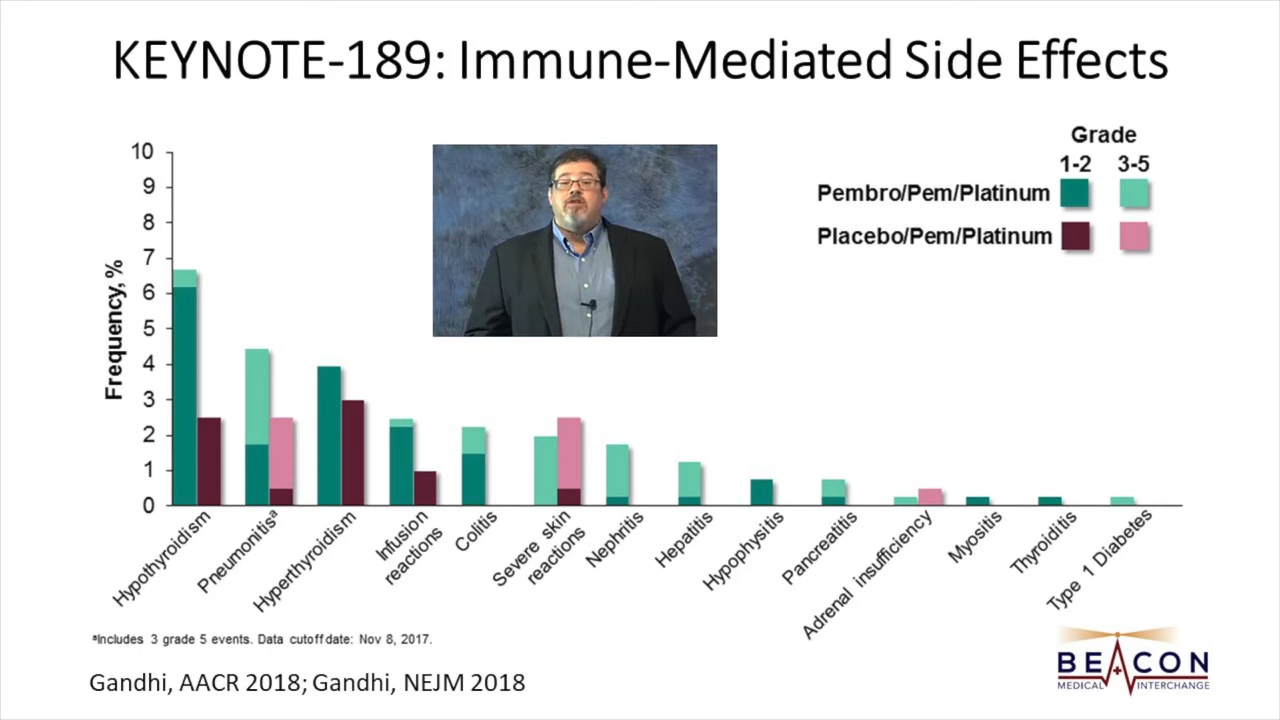 KEYNOTE-189: Immune-Mediated Side Effects
Grade
1-2 3-5
Pembro/Pem/Platinum
Placebo/Pem/Platinum
Frequency, %
10
9
8
7
6
5
4
3
2
1
0
Hypothyroidism
Pneumonitisᵃ
Hyperthyroidism
Infusion
reactions
Colitis
Severe skin
reactions
Nephritis
Hepatitis
Hypophysitis
Pancreatitis
Adrenal insufficiency
Myositis
Thyroiditis
Type 1 Diabetes
ᵃIncludes 3 grade 5 events. Data cutoff date: Nov 8, 2017.
Gandhi, AACR 2018; Gandhi, NEJM 2018
BEACON
MEDICAL INTERCHANGE